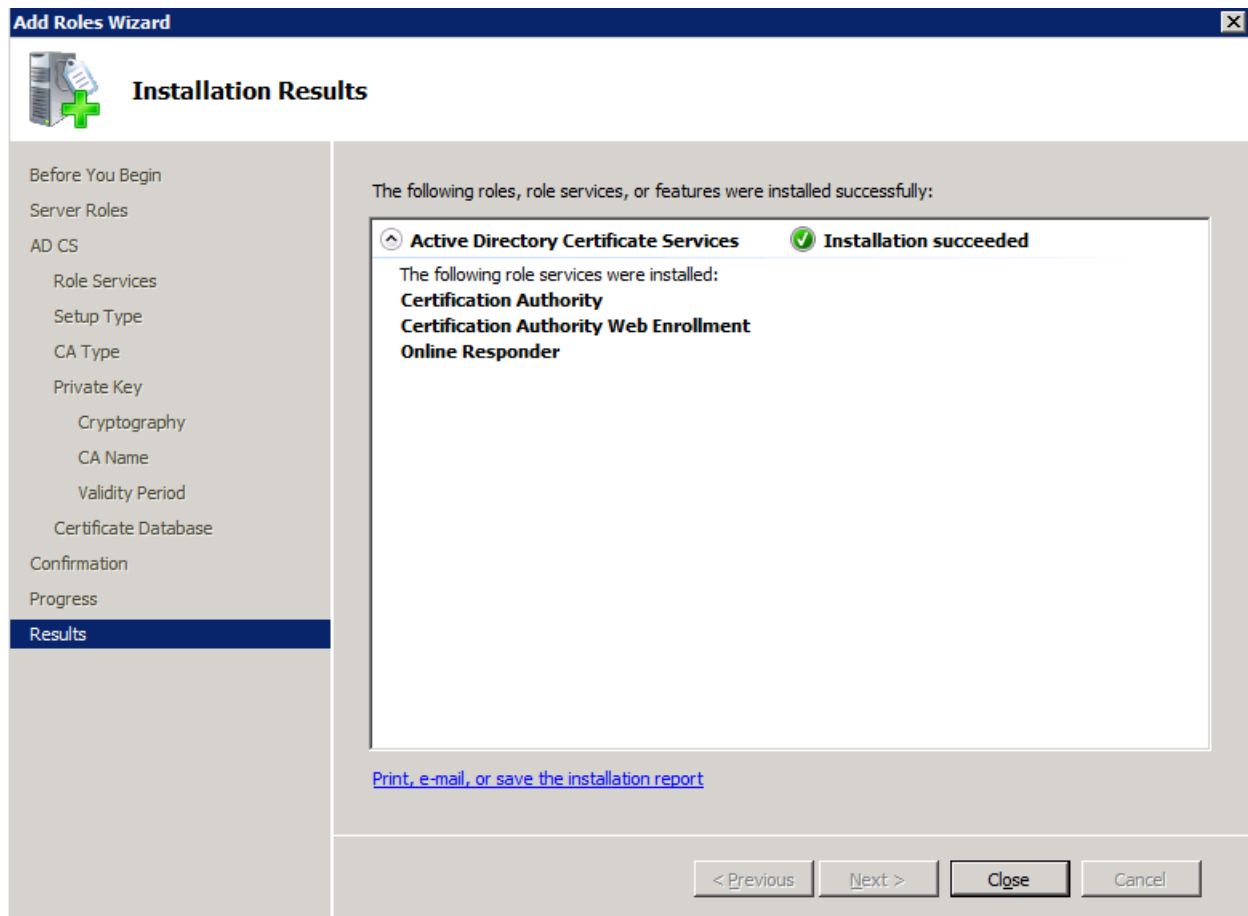 Add Roles Wizard
Installation Results
Before You Begin
Server Roles
AD CS
Role Services
Setup Type
CA Type
Private Key
Cryptography
CA Name
Validity Period
Certificate Database
Confirmation
Progress
Results
The following roles, role services, or features were installed successfully:
Active Directory Certificate Services Installation succeeded
The following role services were installed:
Certification Authority
Certification Authority Web Enrollment
Online Responder
Print, e-mail, or save the installation report
< Previous Next > Close Cancel